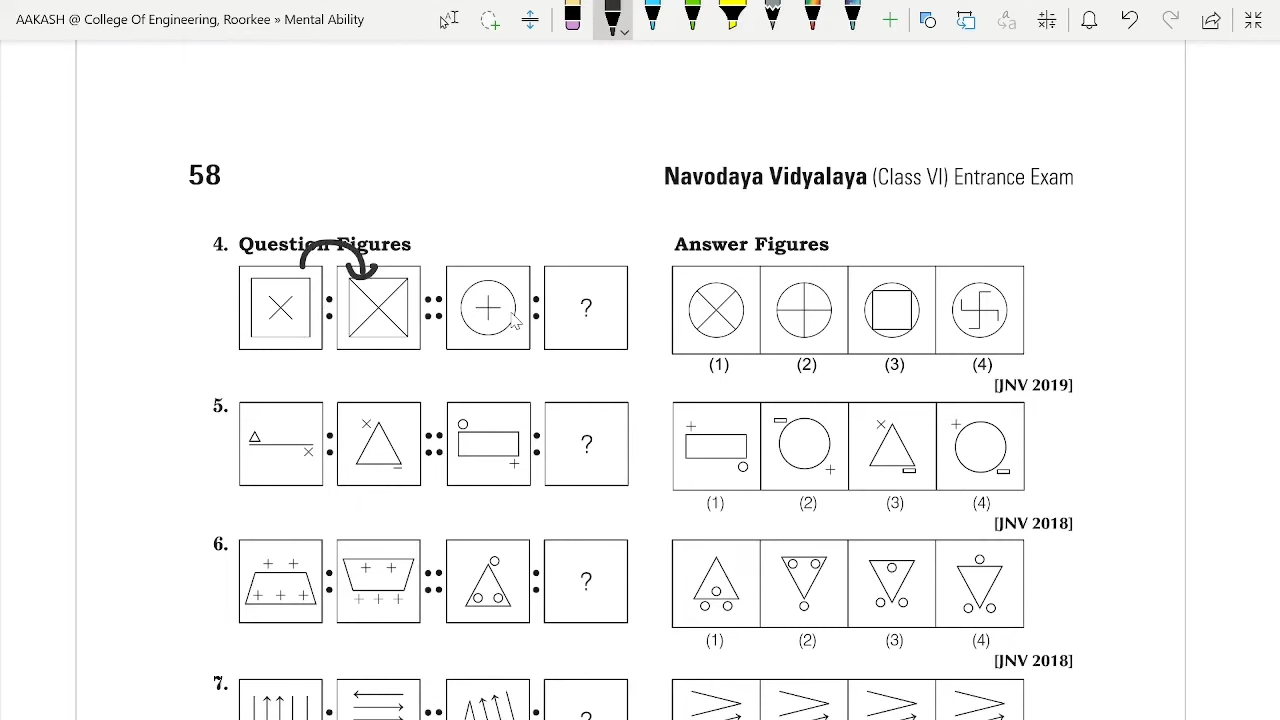 AAKASH @ College Of Engineering, Roorkee » Mental Ability
58
Navodaya Vidyalaya (Class VI) Entrance Exam
4. Question Figures
Answer Figures
?
(1) (2) (3) (4)
[JNV 2019]
5.
?
(1) (2) (3) (4)
[JNV 2018]
6.
?
(1) (2) (3) (4)
[JNV 2018]
7.
?